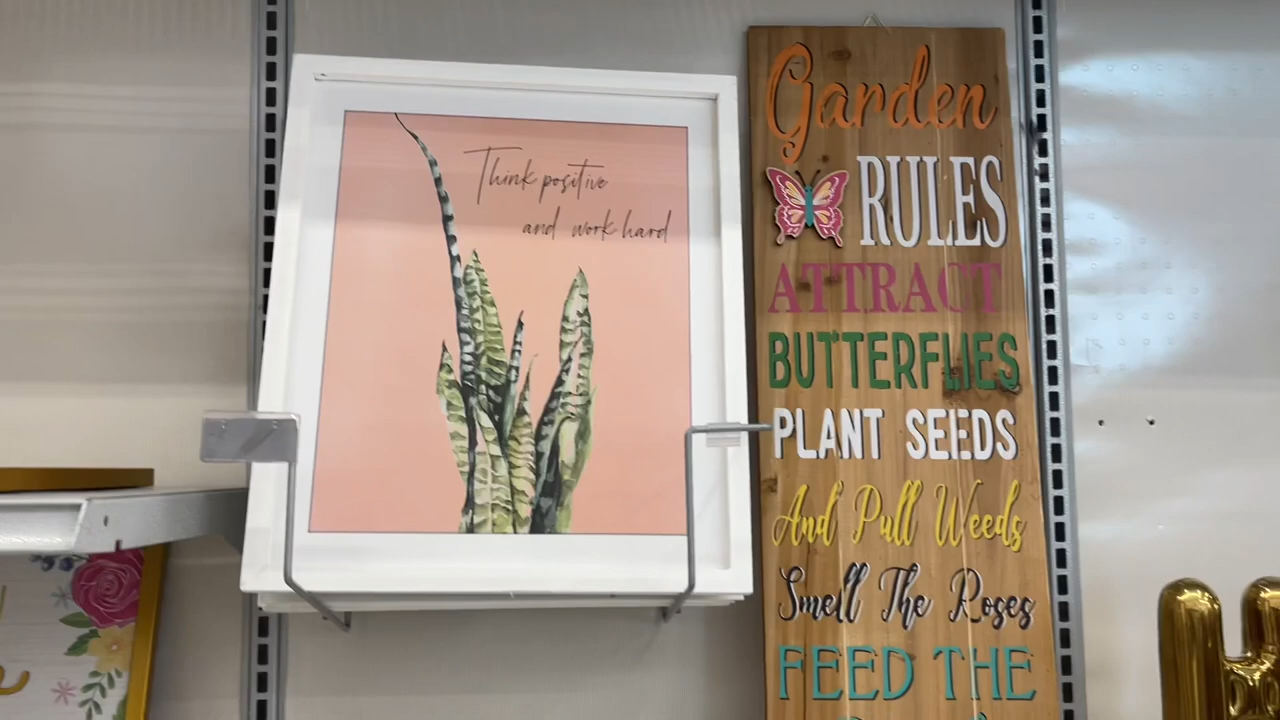 Think positive
and work hard
Garden
RULES
ATTRACT
BUTTERFLIES
PLANT SEEDS
And Pull Weeds
Smell The Roses
FEED THE